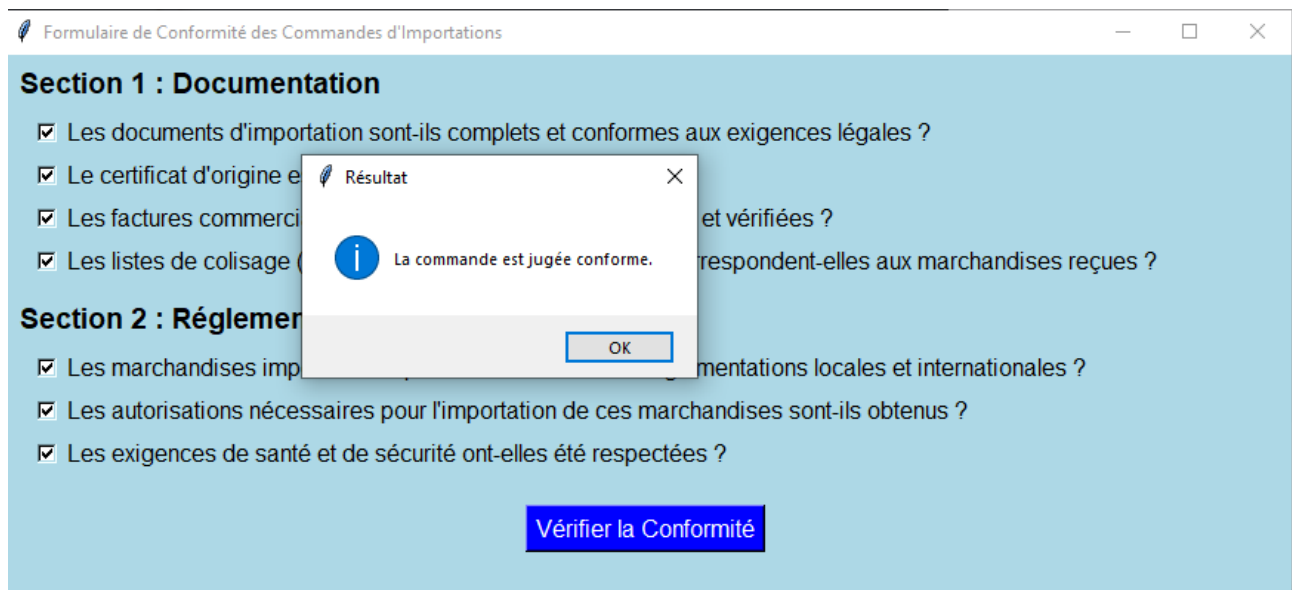 Formulaire de Conformité des Commandes d'Importations
Section 1 : Documentation
Les documents d'importation sont-ils complets et conformes aux exigences légales ?
Le certificat d'origine
Résultat
Les factures commerci
et vérifiées ?
La commande est jugée conforme.
Les listes de colisage (
rrespondent-elles aux marchandises reçues ?
Section 2 : Réglemen
OK
Les marchandises imp
mentations locales et internationales ?
Les autorisations nécessaires pour l'importation de ces marchandises sont-ils obtenus ?
Les exigences de santé et de sécurité ont-elles été respectées ?
Vérifier la Conformité